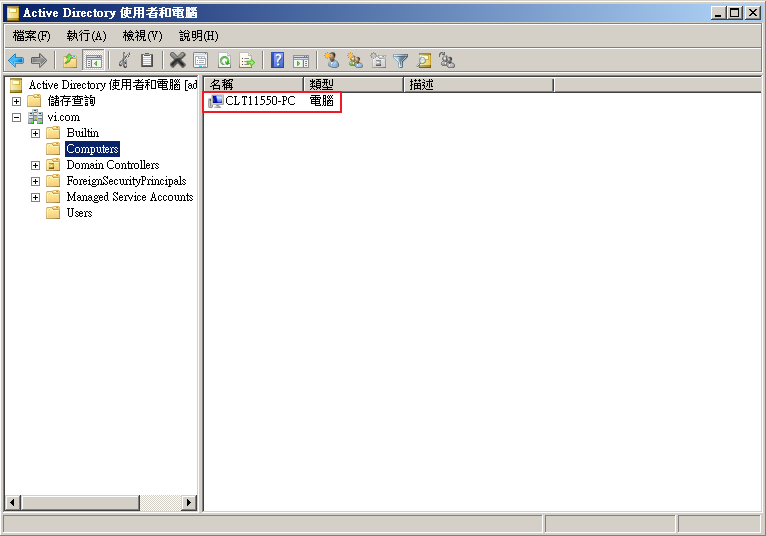 Active Directory 使用者和電腦
檔案(F) 執行(A) 檢視(V) 說明(H)
Active Directory 使用者和電腦 [ad
儲存查詢
vi.com
Builtin
Computers
Domain Controllers
ForeignSecurityPrincipals
Managed Service Accounts
Users
名稱 類型 描述
CLT11550-PC 電腦